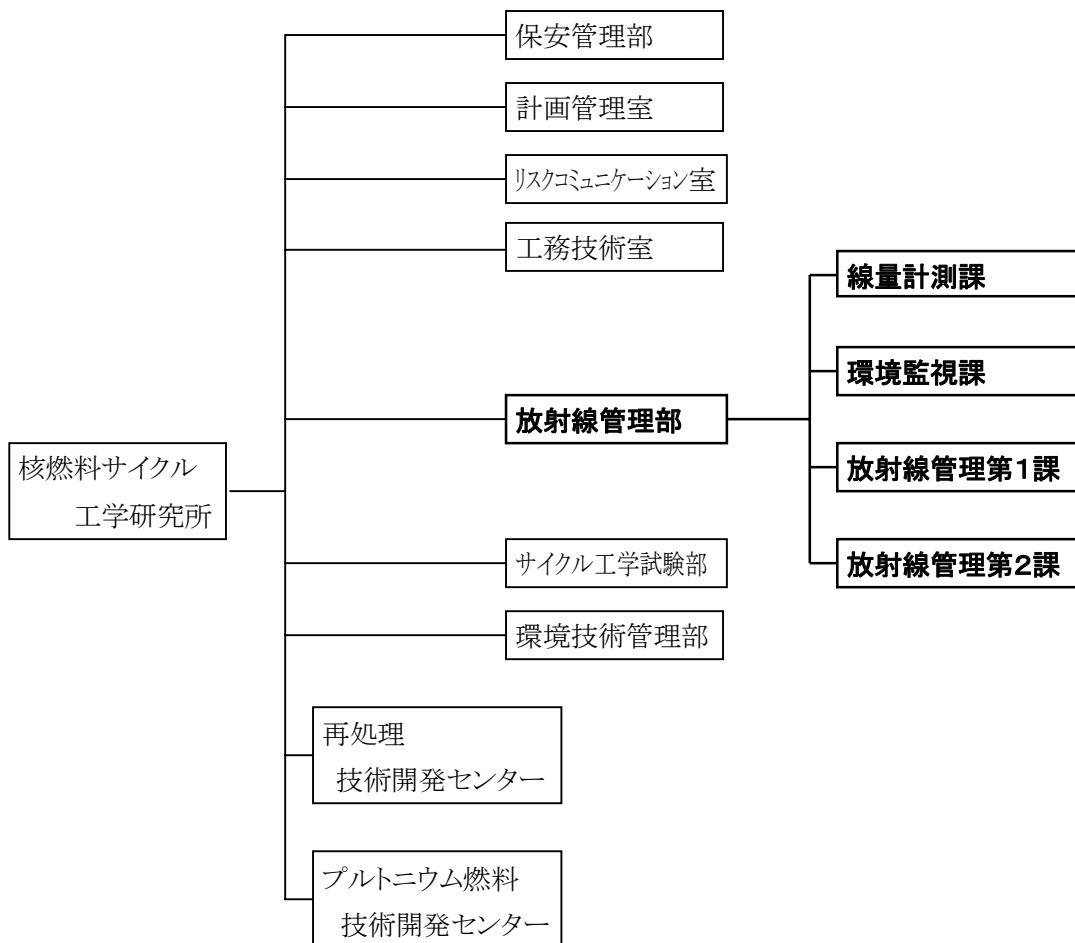 保安管理部
計画管理室
リスクコミュニケーション室
工務技術室
線量計測課
環境監視課
放射線管理部
核燃料サイクル
工学研究所
放射線管理第1課
放射線管理第2課
サイクル工学試験部
環境技術管理部
再処理
技術開発センター
プルトニウム燃料
技術開発センター